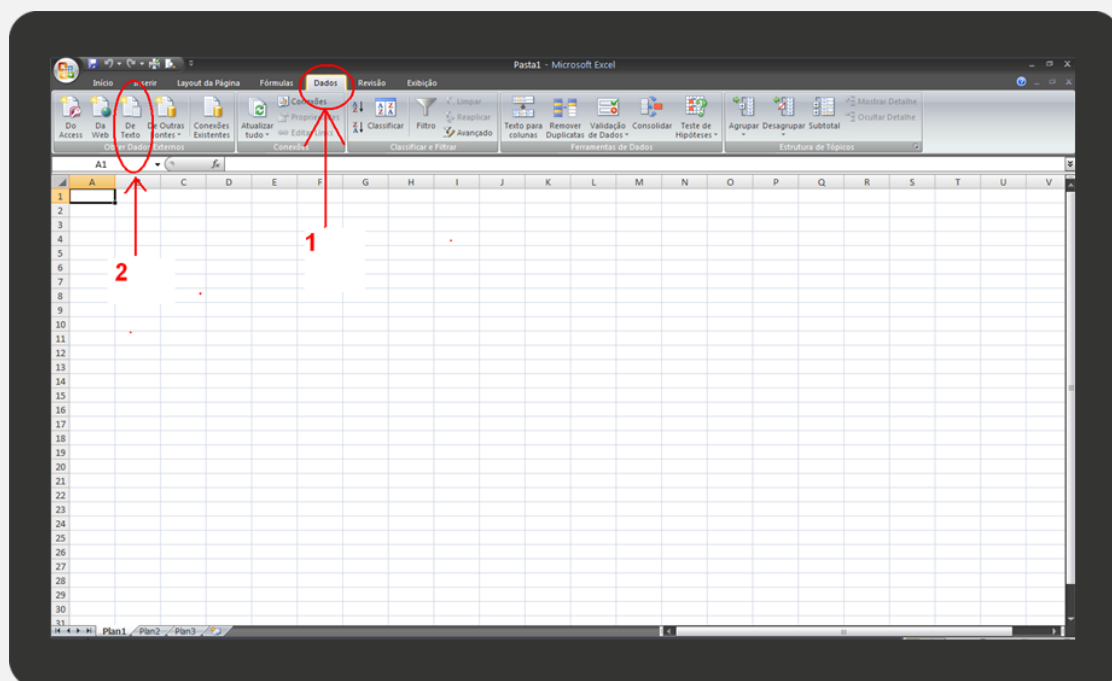 Pasta1 - Microsoft Excel
Início Inserir Layout da Página Fórmulas Dados Revisão Exibição
Do Access
Da Web
De Texto
De Outras Fontes
Conexões Existentes
Obter Dados Externos
Atualizar tudo
Conexões
Propriedades
Editar Links
Conexões
Classificar
Filtro
Limpar
Reaplicar
Avançado
Classificar e Filtrar
Texto para colunas
Remover Duplicatas
Validação de Dados
Consolidar
Teste de Hipóteses
Ferramentas de Dados
Agrupar
Desagrupar
Subtotal
Mostrar Detalhe
Ocultar Detalhe
Estrutura de Tópicos
A1 fx
A B C D E F G H I J K L M N O P Q R S T U V
1
2
3
4
5
6
7
8
9
10
11
12
13
14
15
16
17
18
19
20
21
22
23
24
25
26
27
28
29
30
31
1
2
Plan1 Plan2 Plan3